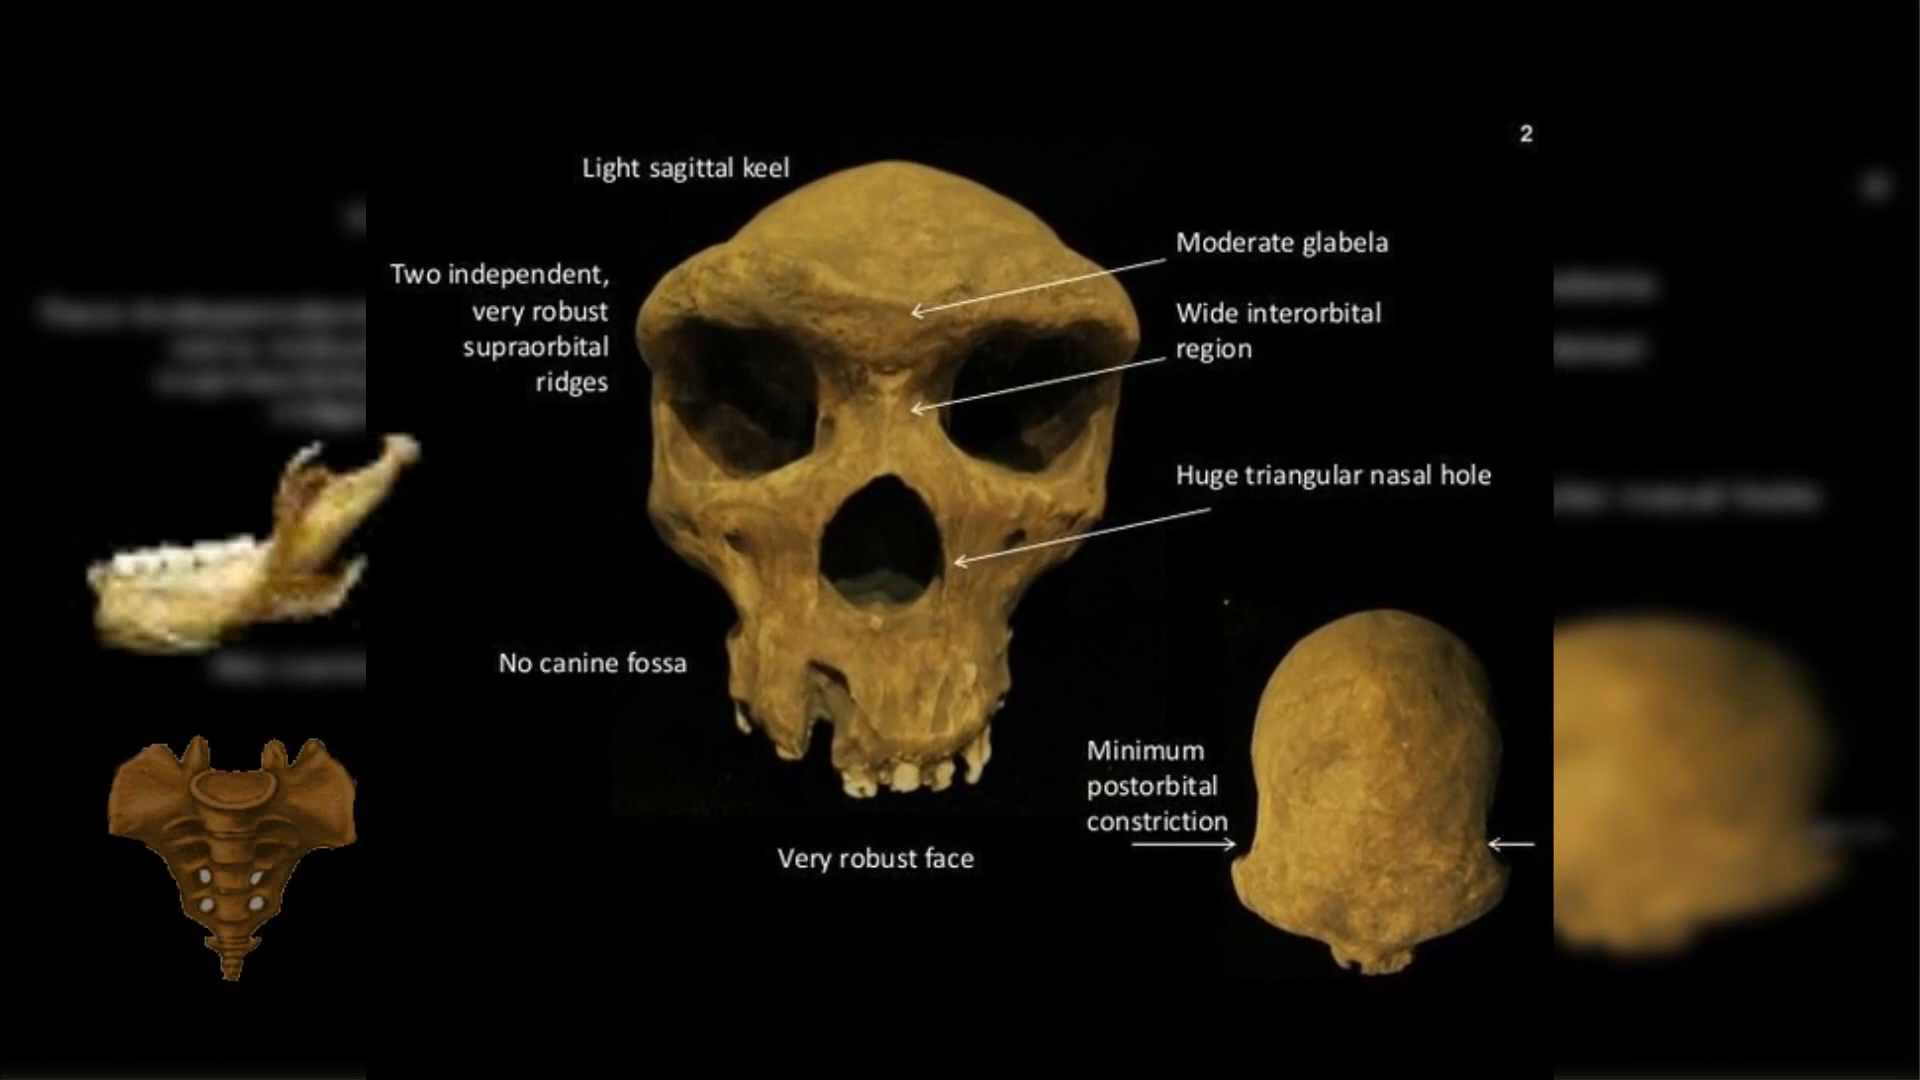 2
Light sagittal keel
Moderate glabela
Two independent,
very robust
supraorbital
ridges
Wide interorbital
region
Huge triangular nasal hole
No canine fossa
Minimum
postorbital
constriction
Very robust face